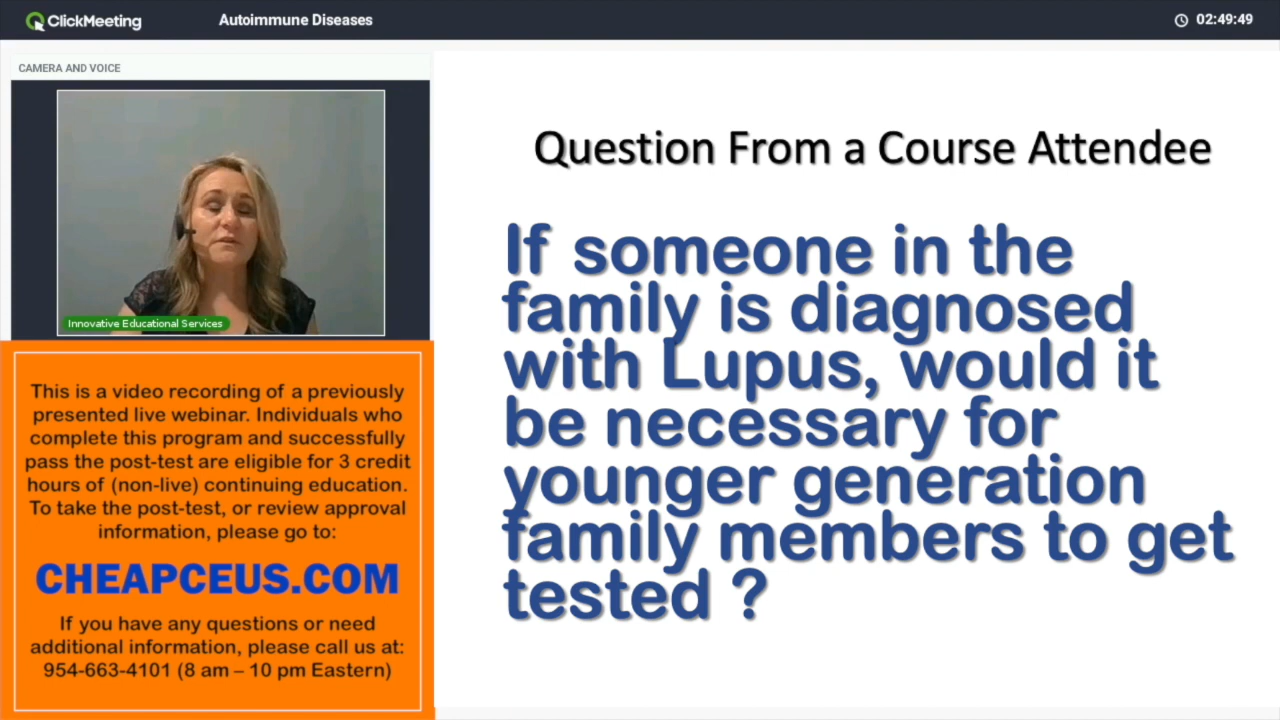 ClickMeeting
Autoimmune Diseases
02:49:49
CAMERA AND VOICE
Innovative Educational Services
This is a video recording of a previously
presented live webinar. Individuals who
complete this program and successfully
pass the post-test are eligible for 3 credit
hours of (non-live) continuing education.
To take the post-test, or review approval
information, please go to:
CHEAPCEUS.COM
If you have any questions or need
additional information, please call us at:
954-663-4101 (8 am – 10 pm Eastern)
Question From a Course Attendee
If someone in the
family is diagnosed
with Lupus, would it
be necessary for
younger generation
family members to get
tested ?